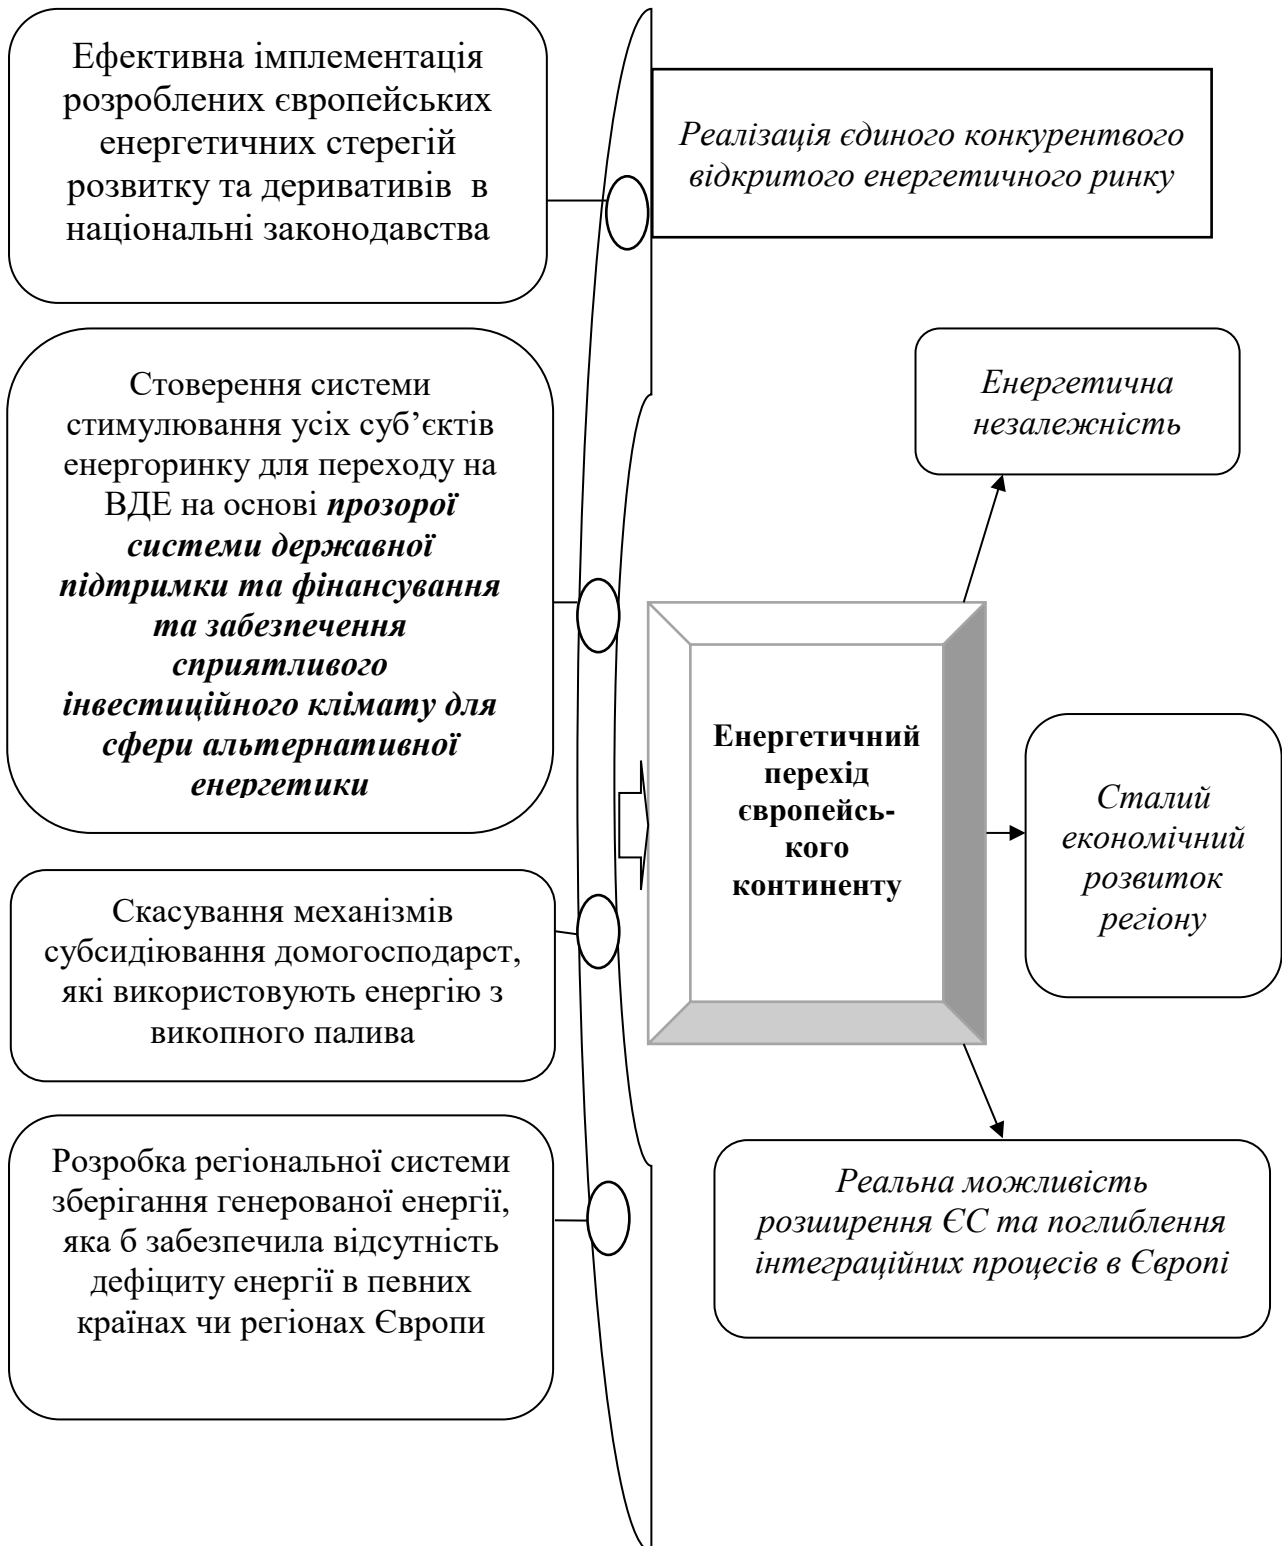 Ефективна імплементація
розроблених європейських
енергетичних стерегій
розвитку та деривативів в
національні законодавства
Реалізація єдиного конкурентвого
відкритого енергетичного ринку
Стоверення системи
стимулювання усіх суб’єктів
енергоринку для переходу на
ВДЕ на основі прозорої
системи державної
підтримки та фінансування
та забезпечення
сприятливого
інвестиційного клімату для
сфери альтернативної
енергетики
Енергетична
незалежність
Енергетичний
перехід
європейсь-
кого
континенту
Сталий
економічний
розвиток
регіону
Скасування механізмів
субсидіювання домогосподарст,
які використовують енергію з
викопного палива
Розробка регіональної системи
зберігання генерованої енергії,
яка б забезпечила відсутність
дефіциту енергії в певних
країнах чи регіонах Європи
Реальна можливість
розширення ЄС та поглиблення
інтеграційних процесів в Європі